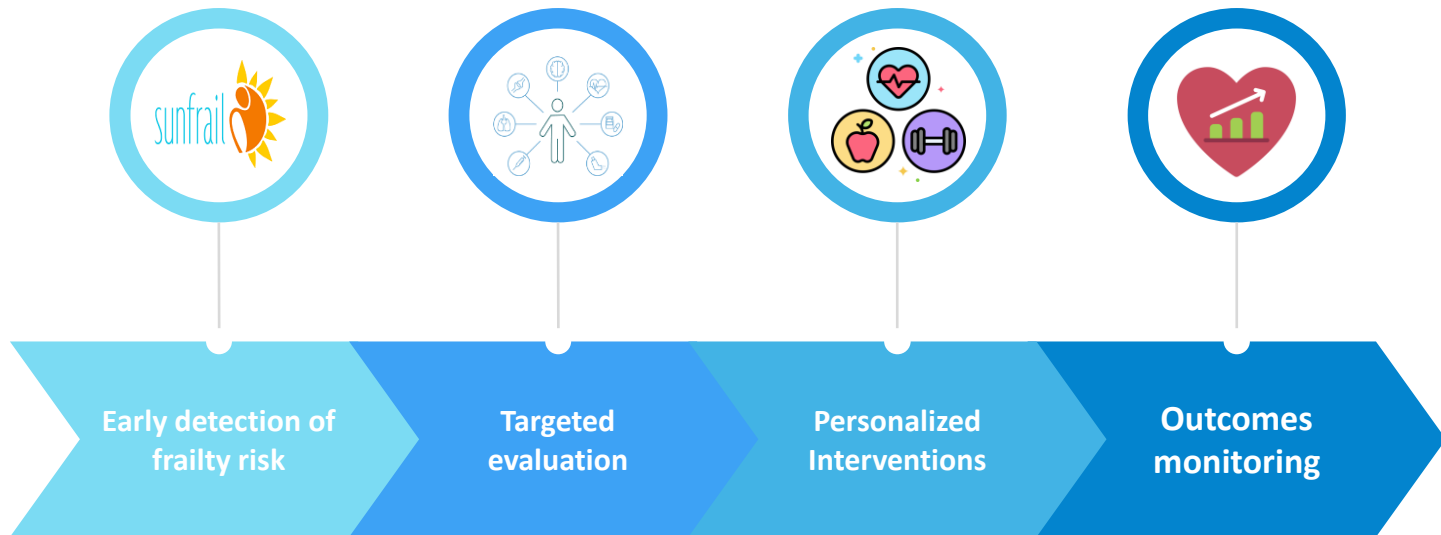 sunfrail
Early detection of
frailty risk
Targeted
evaluation
Personalized
Interventions
Outcomes
monitoring